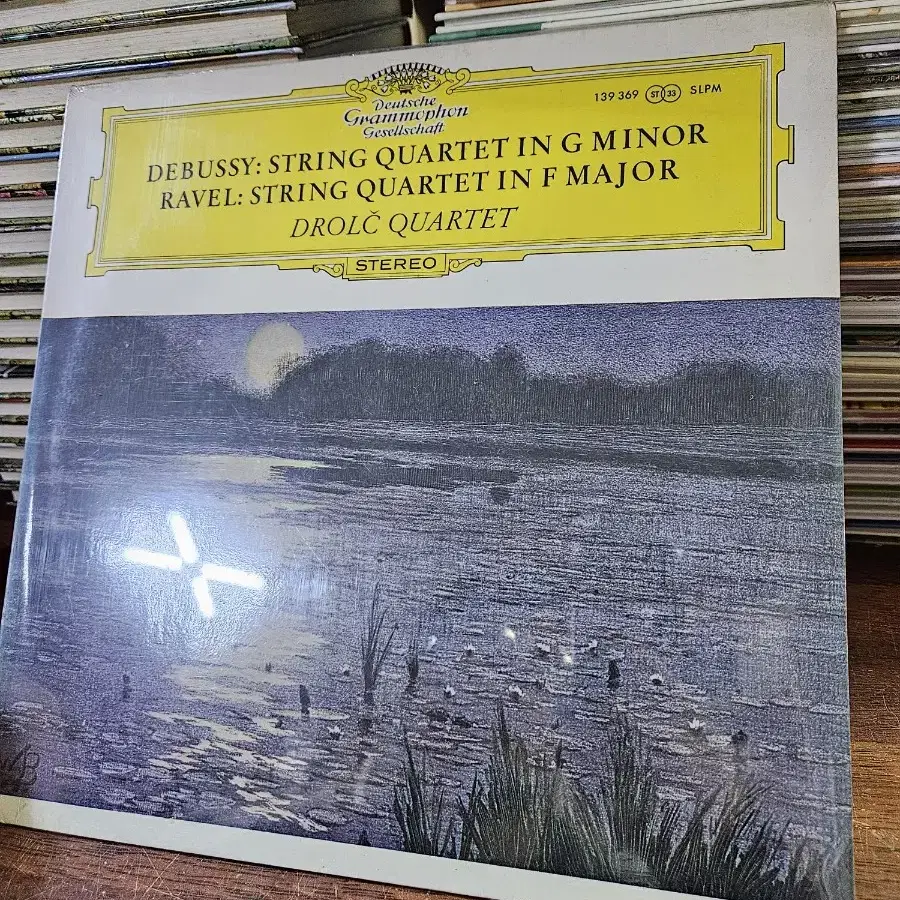 Deutsche
Grammophon
Gesellschaft
139 369 ST 33 SLPM
DEBUSSY: STRING QUARTET IN G MINOR
RAVEL: STRING QUARTET IN F MAJOR
DROLČ QUARTET
STEREO